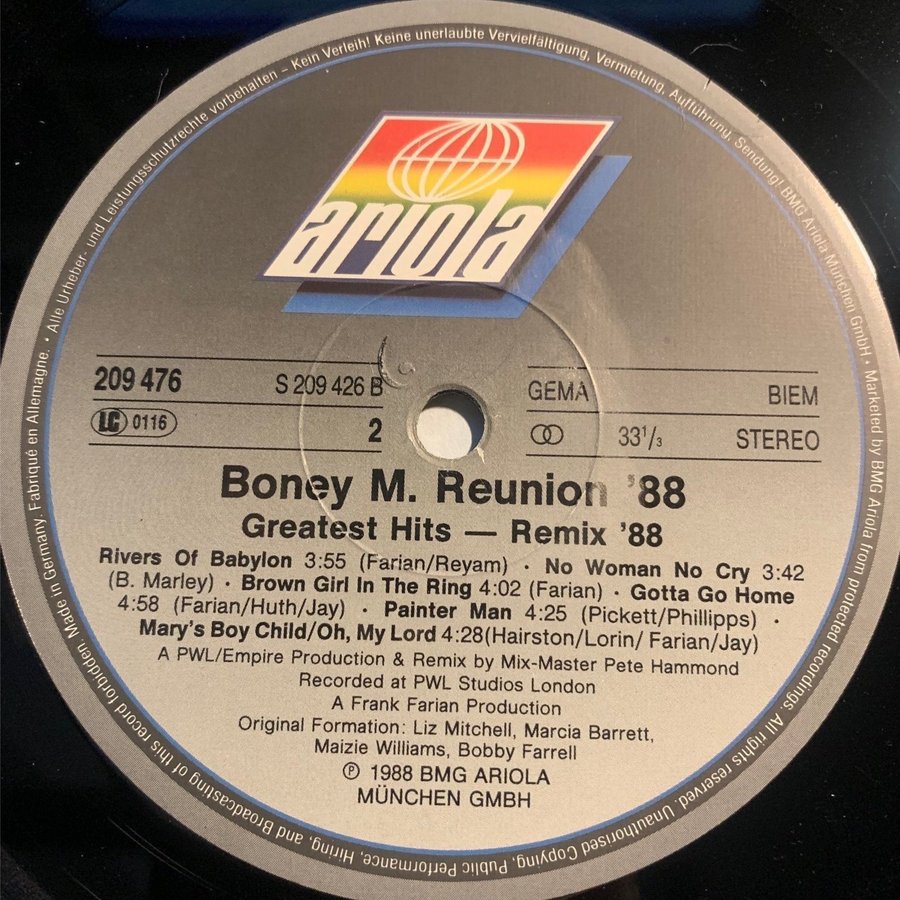 Alle Urheber- und Leistungsschutzrechte vorbehalten – Kein Verleih! Keine unerlaubte Vervielfältigung, Vermietung, Aufführung, Sendung! BMG Ariola München GmbH • Marketed by BMG Ariola from protected recordings. All rights reserved. Unauthorised Copying, Public Performance, Hiring, and Broadcasting of this record forbidden. Made in Germany. Fabriqué en Allemagne. •
ariola
209 476 S 209 426 B GEMA BIEM
LC 0116 2 33 1/3 STEREO
Boney M. Reunion '88
Greatest Hits — Remix '88
Rivers Of Babylon 3:55 (Farian/Reyam) · No Woman No Cry 3:42
(B. Marley) · Brown Girl In The Ring 4:02 (Farian) · Gotta Go Home
4:58 (Farian/Huth/Jay) · Painter Man 4:25 (Pickett/Phillipps) ·
Mary's Boy Child/Oh, My Lord 4:28(Hairston/Lorin/ Farian/Jay)
A PWL/Empire Production & Remix by Mix-Master Pete Hammond
Recorded at PWL Studios London
A Frank Farian Production
Original Formation: Liz Mitchell, Marcia Barrett,
Maizie Williams, Bobby Farrell
℗ 1988 BMG ARIOLA
MÜNCHEN GMBH